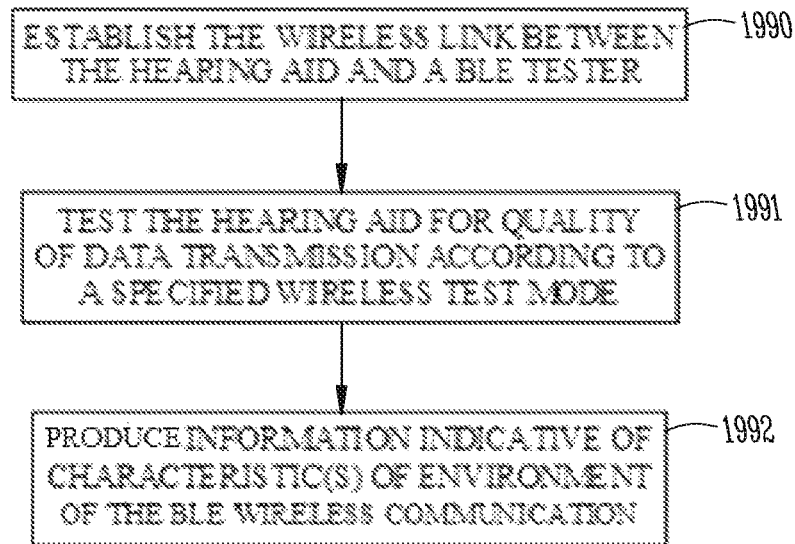 ESTABLISH THE WIRELESS LINK BETWEEN
THE HEARING AID AND A BLE TESTER
1990
TEST THE HEARING AID FOR QUALITY
OF DATA TRANSMISSION ACCORDING TO
A SPECIFIED WIRELESS TEST MODE
1991
PRODUCE INFORMATION INDICATIVE OF
CHARACTERISTIC(S) OF ENVIRONMENT
OF THE BLE WIRELESS COMMUNICATION
1992